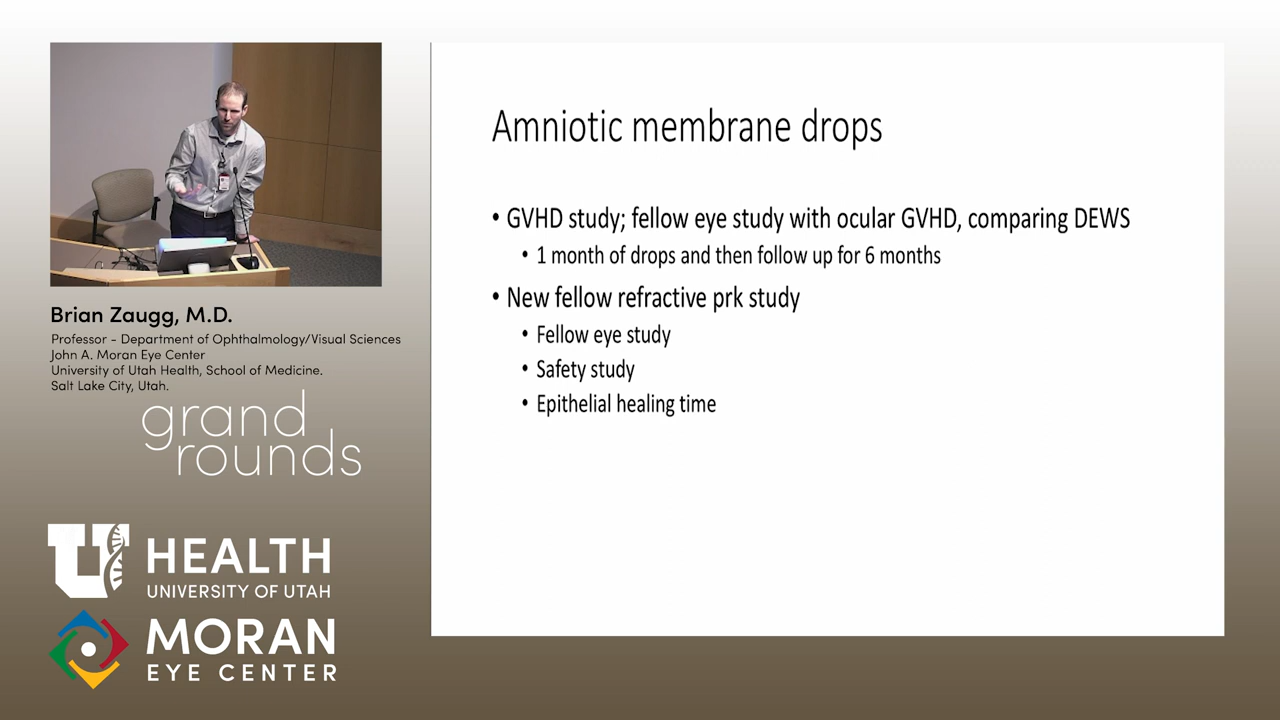 Amniotic membrane drops
• GVHD study; fellow eye study with ocular GVHD, comparing DEWS
• 1 month of drops and then follow up for 6 months
• New fellow refractive prk study
• Fellow eye study
• Safety study
• Epithelial healing time
Brian Zaugg, M.D.
Professor - Department of Ophthalmology/Visual Sciences
John A. Moran Eye Center
University of Utah Health, School of Medicine.
Salt Lake City, Utah.
grand
rounds
U HEALTH
UNIVERSITY OF UTAH
MORAN
EYE CENTER